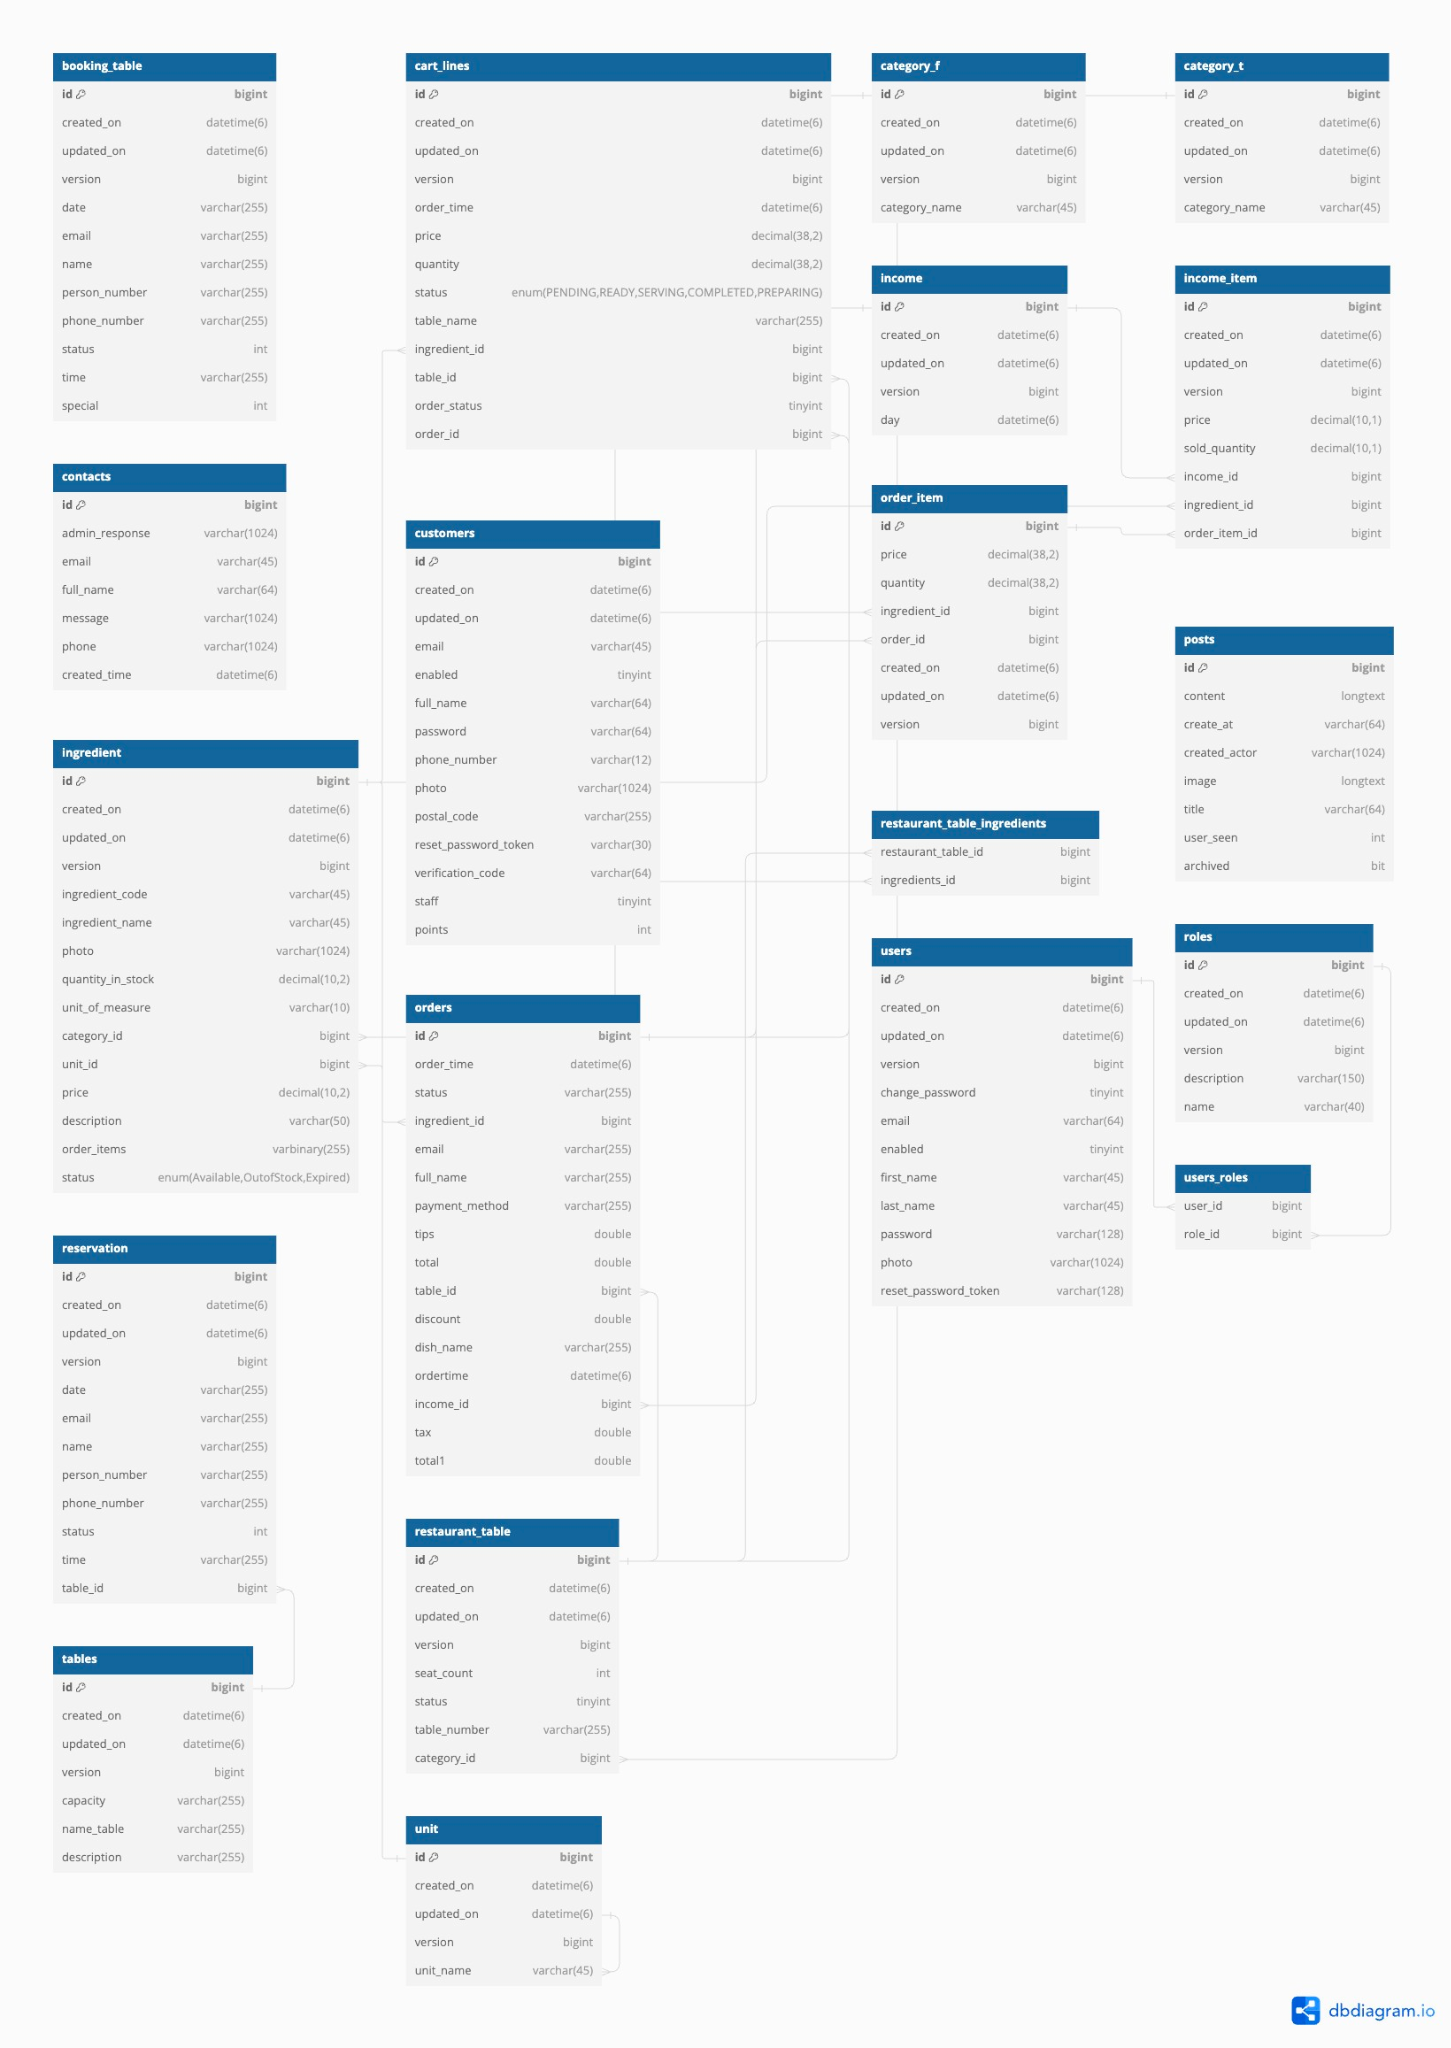 booking_table
id bigint
created_on datetime(6)
updated_on datetime(6)
version bigint
date varchar(255)
email varchar(255)
name varchar(255)
person_number varchar(255)
phone_number varchar(255)
status int
time varchar(255)
special int
contacts
id bigint
admin_response varchar(1024)
email varchar(45)
full_name varchar(64)
message varchar(1024)
phone varchar(1024)
created_time datetime(6)
ingredient
id bigint
created_on datetime(6)
updated_on datetime(6)
version bigint
ingredient_code varchar(45)
ingredient_name varchar(45)
photo varchar(1024)
quantity_in_stock decimal(10,2)
unit_of_measure varchar(10)
category_id bigint
unit_id bigint
price decimal(10,2)
description varchar(50)
order_items varbinary(255)
status enum(Available,OutofStock,Expired)
reservation
id bigint
created_on datetime(6)
updated_on datetime(6)
version bigint
date varchar(255)
email varchar(255)
name varchar(255)
person_number varchar(255)
phone_number varchar(255)
status int
time varchar(255)
table_id bigint
tables
id bigint
created_on datetime(6)
updated_on datetime(6)
version bigint
capacity varchar(255)
name_table varchar(255)
description varchar(255)
cart_lines
id bigint
created_on datetime(6)
updated_on datetime(6)
version bigint
order_time datetime(6)
price decimal(38,2)
quantity decimal(38,2)
status enum(PENDING,READY,SERVING,COMPLETED,PREPARING)
table_name varchar(255)
ingredient_id bigint
table_id bigint
order_status tinyint
order_id bigint
customers
id bigint
created_on datetime(6)
updated_on datetime(6)
email varchar(45)
enabled tinyint
full_name varchar(64)
password varchar(64)
phone_number varchar(12)
photo varchar(1024)
postal_code varchar(255)
reset_password_token varchar(30)
verification_code varchar(64)
staff tinyint
points int
orders
id bigint
order_time datetime(6)
status varchar(255)
ingredient_id bigint
email varchar(255)
full_name varchar(255)
payment_method varchar(255)
tips double
total double
table_id bigint
discount double
dish_name varchar(255)
ordertime datetime(6)
income_id bigint
tax double
total1 double
restaurant_table
id bigint
created_on datetime(6)
updated_on datetime(6)
version bigint
seat_count int
status tinyint
table_number varchar(255)
category_id bigint
unit
id bigint
created_on datetime(6)
updated_on datetime(6)
version bigint
unit_name varchar(45)
category_f
id bigint
created_on datetime(6)
updated_on datetime(6)
version bigint
category_name varchar(45)
income
id bigint
created_on datetime(6)
updated_on datetime(6)
version bigint
day datetime(6)
order_item
id bigint
price decimal(38,2)
quantity decimal(38,2)
ingredient_id bigint
order_id bigint
created_on datetime(6)
updated_on datetime(6)
version bigint
restaurant_table_ingredients
restaurant_table_id bigint
ingredients_id bigint
users
id bigint
created_on datetime(6)
updated_on datetime(6)
version bigint
change_password tinyint
email varchar(64)
enabled tinyint
first_name varchar(45)
last_name varchar(45)
password varchar(128)
photo varchar(1024)
reset_password_token varchar(128)
category_t
id bigint
created_on datetime(6)
updated_on datetime(6)
version bigint
category_name varchar(45)
income_item
id bigint
created_on datetime(6)
updated_on datetime(6)
version bigint
price decimal(10,1)
sold_quantity decimal(10,1)
income_id bigint
ingredient_id bigint
order_item_id bigint
posts
id bigint
content longtext
create_at varchar(64)
created_actor varchar(1024)
image longtext
title varchar(64)
user_seen int
archived bit
roles
id bigint
created_on datetime(6)
updated_on datetime(6)
version bigint
description varchar(150)
name varchar(40)
users_roles
user_id bigint
role_id bigint
dbdiagram.io